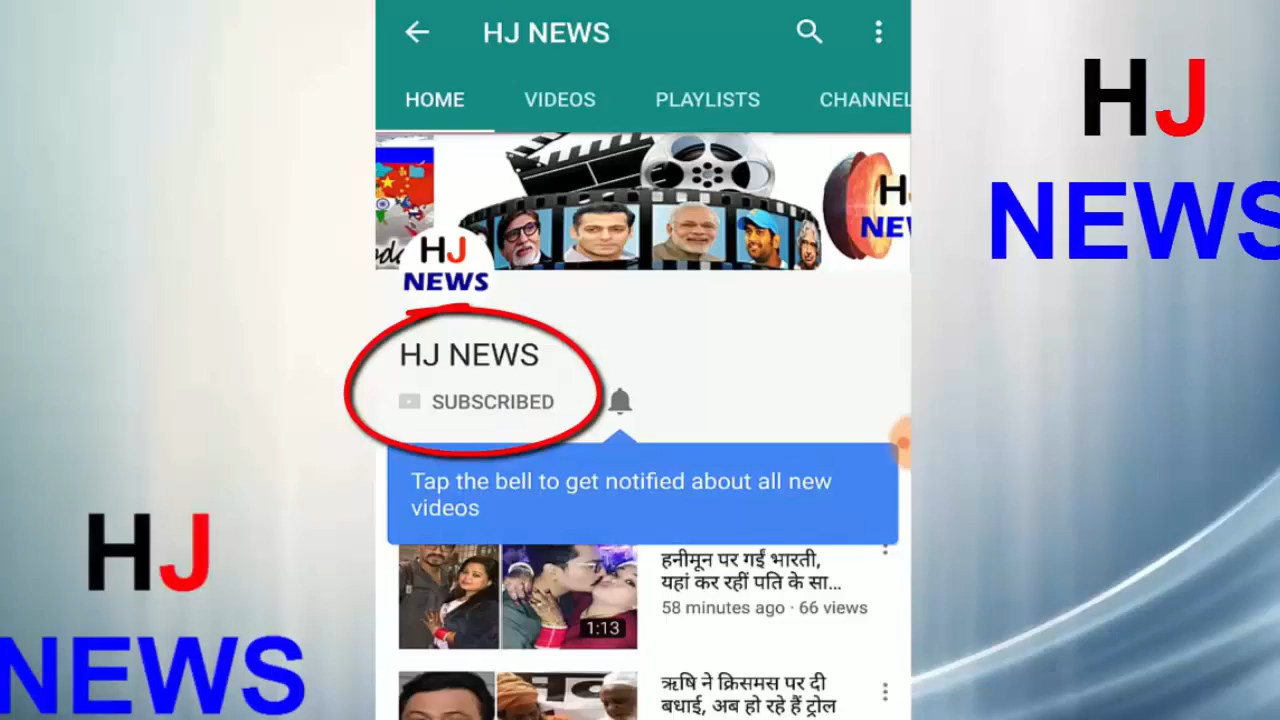 HJ NEWS
HOME VIDEOS PLAYLISTS CHANNEL
HJ
NEWS
HJ
NEWS
HJ NEWS
SUBSCRIBED
Tap the bell to get notified about all new
videos
हनीमून पर गईं भारती,
यहां कर रहीं पति के सा...
58 minutes ago · 66 views
1:13
ऋषि ने क्रिसमस पर दी
बधाई, अब हो रहे हैं ट्रोल
HJ
NEWS